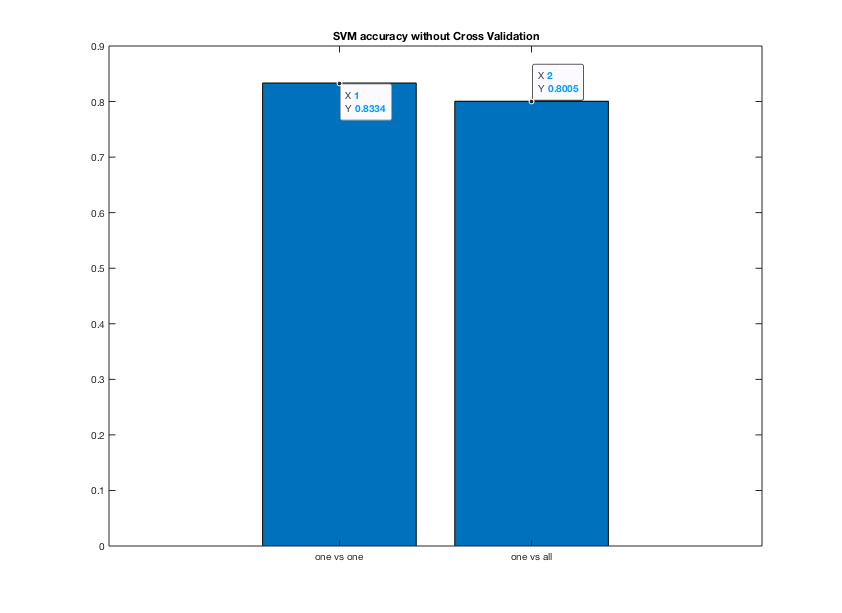 SVM accuracy without Cross Validation
0.9
0.8
0.7
0.6
0.5
0.4
0.3
0.2
0.1
0
X 1
Y 0.8334
X 2
Y 0.8005
one vs one
one vs all